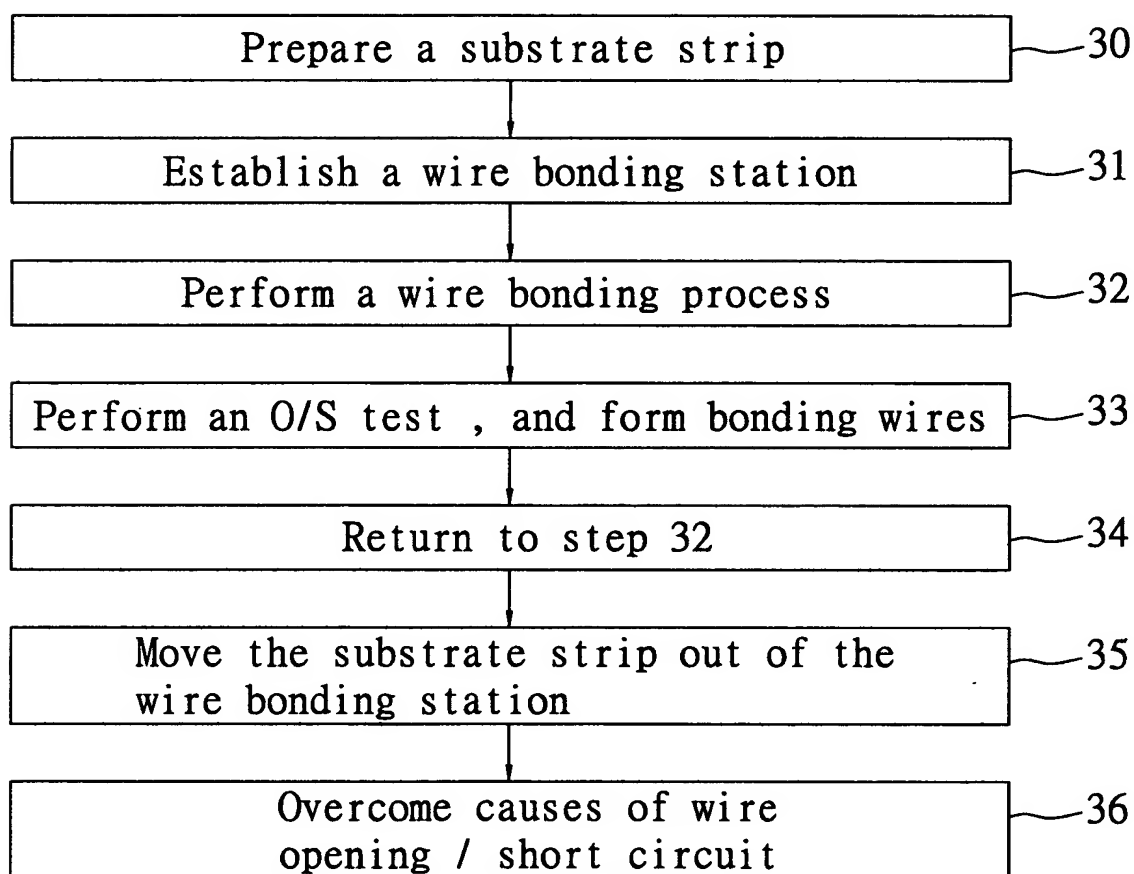 Prepare a substrate strip
30
Establish a wire bonding station
31
Perform a wire bonding process
32
Perform an O/S test , and form bonding wires
33
Return to step 32
34
Move the substrate strip out of the
wire bonding station
35
Overcome causes of wire
opening / short circuit
36